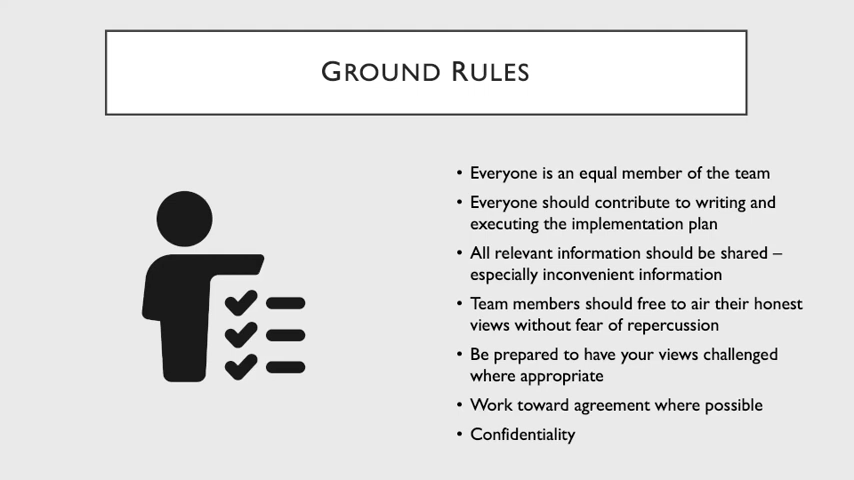 GROUND RULES
• Everyone is an equal member of the team
• Everyone should contribute to writing and
executing the implementation plan
• All relevant information should be shared –
especially inconvenient information
• Team members should free to air their honest
views without fear of repercussion
• Be prepared to have your views challenged
where appropriate
• Work toward agreement where possible
• Confidentiality